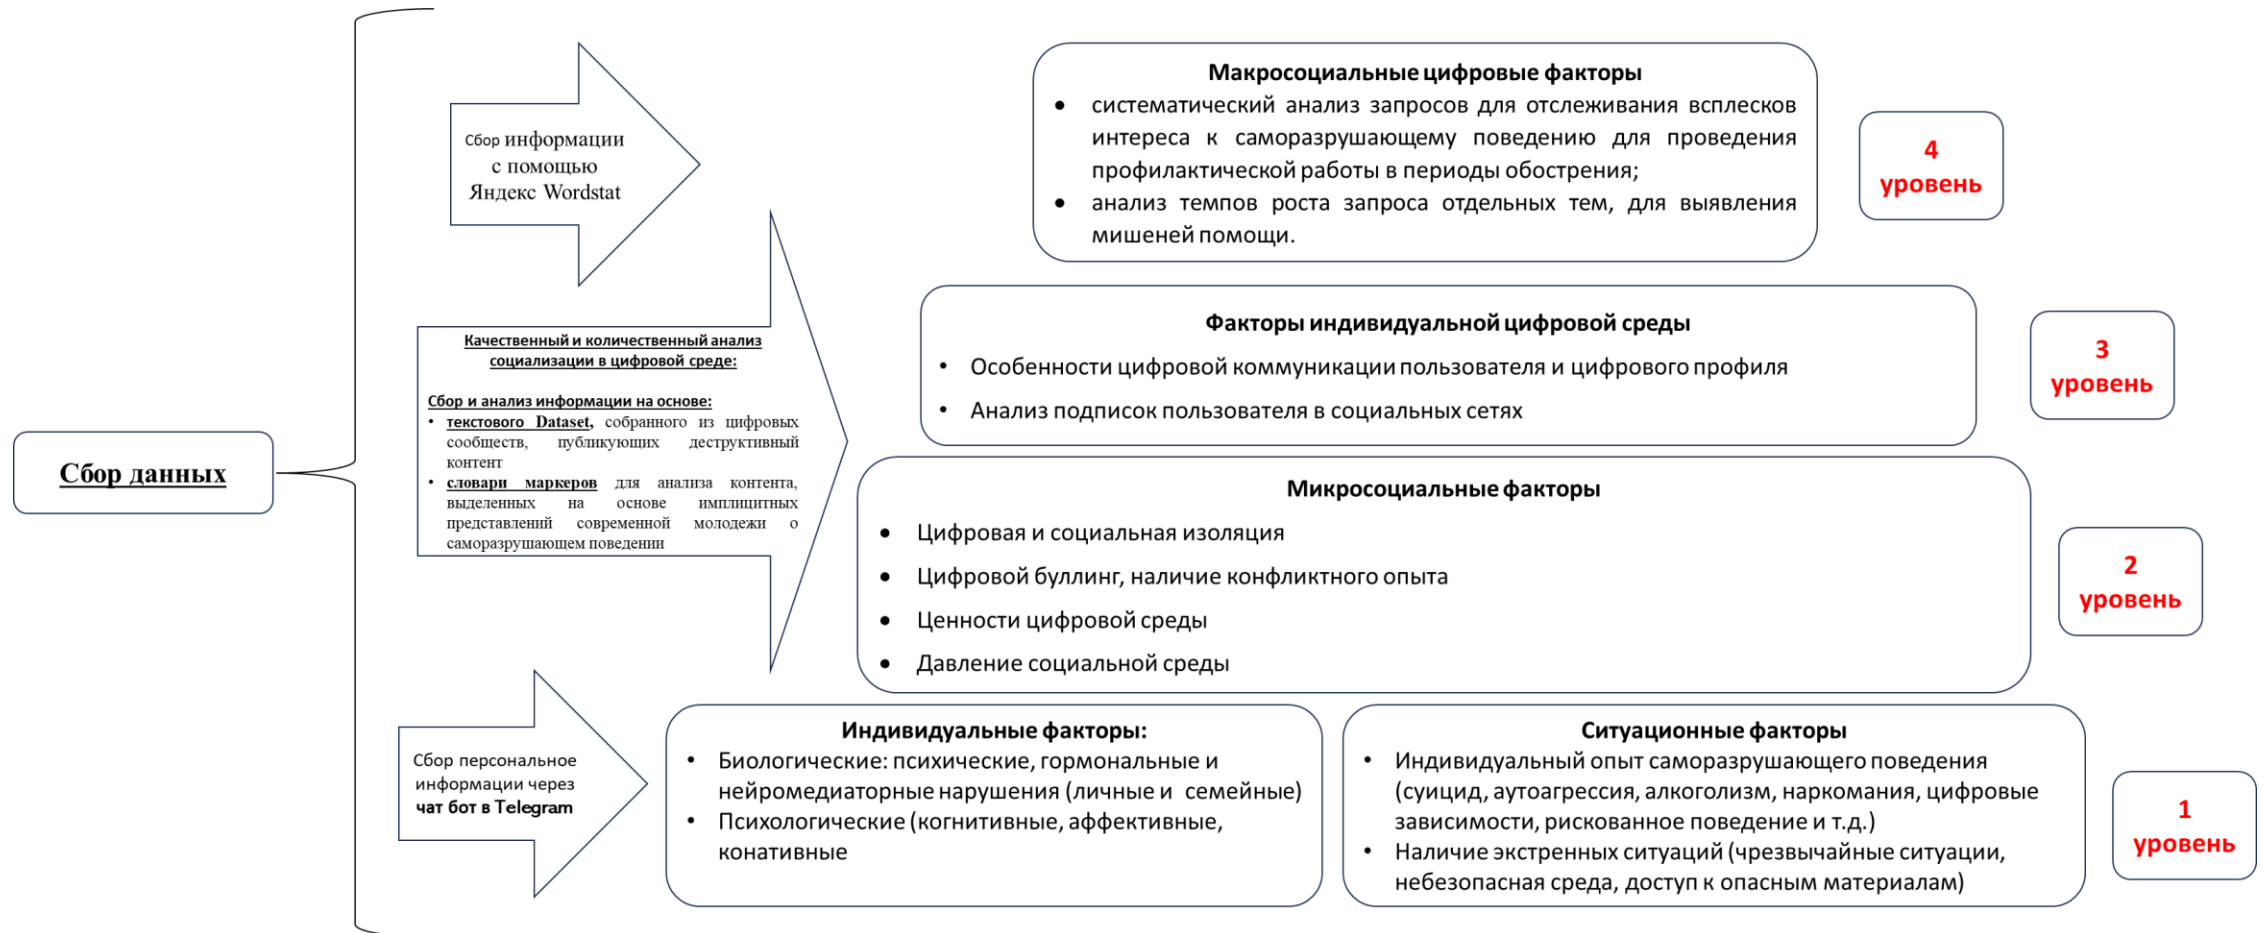 Сбор данных
Сбор информации
с помощью
Яндекс Wordstat
Качественный и количественный анализ
социализации в цифровой среде:
Сбор и анализ информации на основе:
• текстового Dataset, собранного из цифровых
сообществ, публикующих деструктивный
контент
• словари маркеров для анализа контента,
выделенных на основе имплицитных
представлений современной молодежи о
саморазрушающем поведении
Сбор персональное
информации через
чат бот в Telegram
Макросоциальные цифровые факторы
• систематический анализ запросов для отслеживания всплесков
интереса к саморазрушающему поведению для проведения
профилактической работы в периоды обострения;
• анализ темпов роста запроса отдельных тем, для выявления
мишеней помощи.
4
уровень
Факторы индивидуальной цифровой среды
• Особенности цифровой коммуникации пользователя и цифрового профиля
• Анализ подписок пользователя в социальных сетях
3
уровень
Микросоциальные факторы
• Цифровая и социальная изоляция
• Цифровой буллинг, наличие конфликтного опыта
• Ценности цифровой среды
• Давление социальной среды
2
уровень
Индивидуальные факторы:
• Биологические: психические, гормональные и
нейромедиаторные нарушения (личные и семейные)
• Психологические (когнитивные, аффективные,
конативные
Ситуационные факторы
• Индивидуальный опыт саморазрушающего поведения
(суицид, аутоагрессия, алкоголизм, наркомания, цифровые
зависимости, рискованное поведение и т.д.)
• Наличие экстренных ситуаций (чрезвычайные ситуации,
небезопасная среда, доступ к опасным материалам)
1
уровень